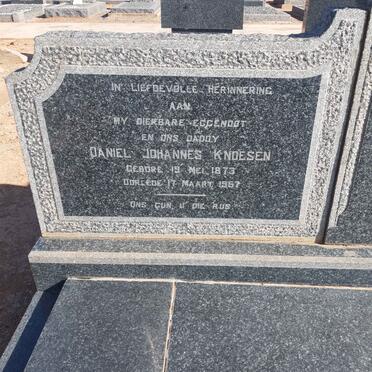 IN LIEFDEVOLLE HERINNERING
AAN
MY DIERBARE EGGENOOT
EN ONS DADDY
DANIEL JOHANNES KNOESEN
GEBORE 19 MEI 1873
OORLEDE 17 MAART 1967
ONS GUN U DIE RUS